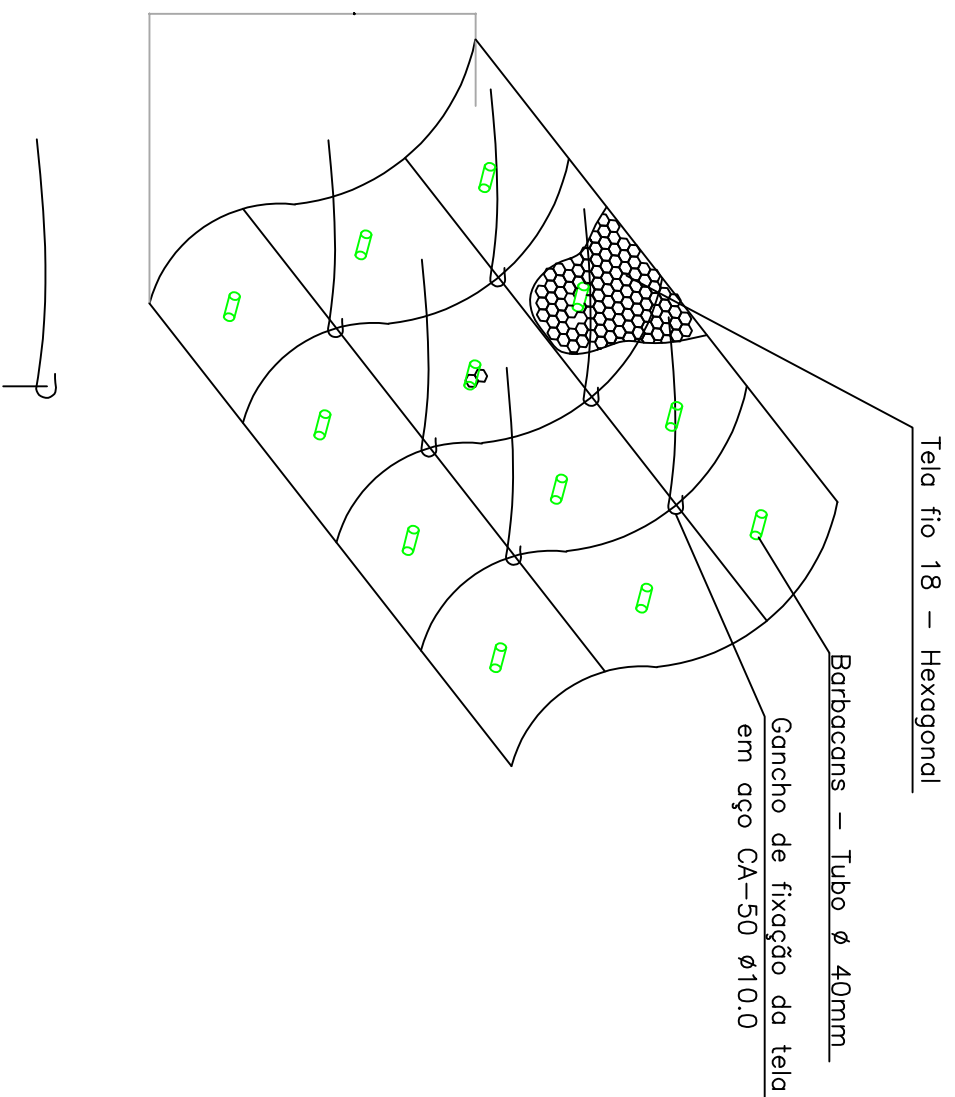 Tela fio 18 – Hexagonal
Barbacans – Tubo ø 40mm
Gancho de fixação da tela
em aço CA-50 ø10.0